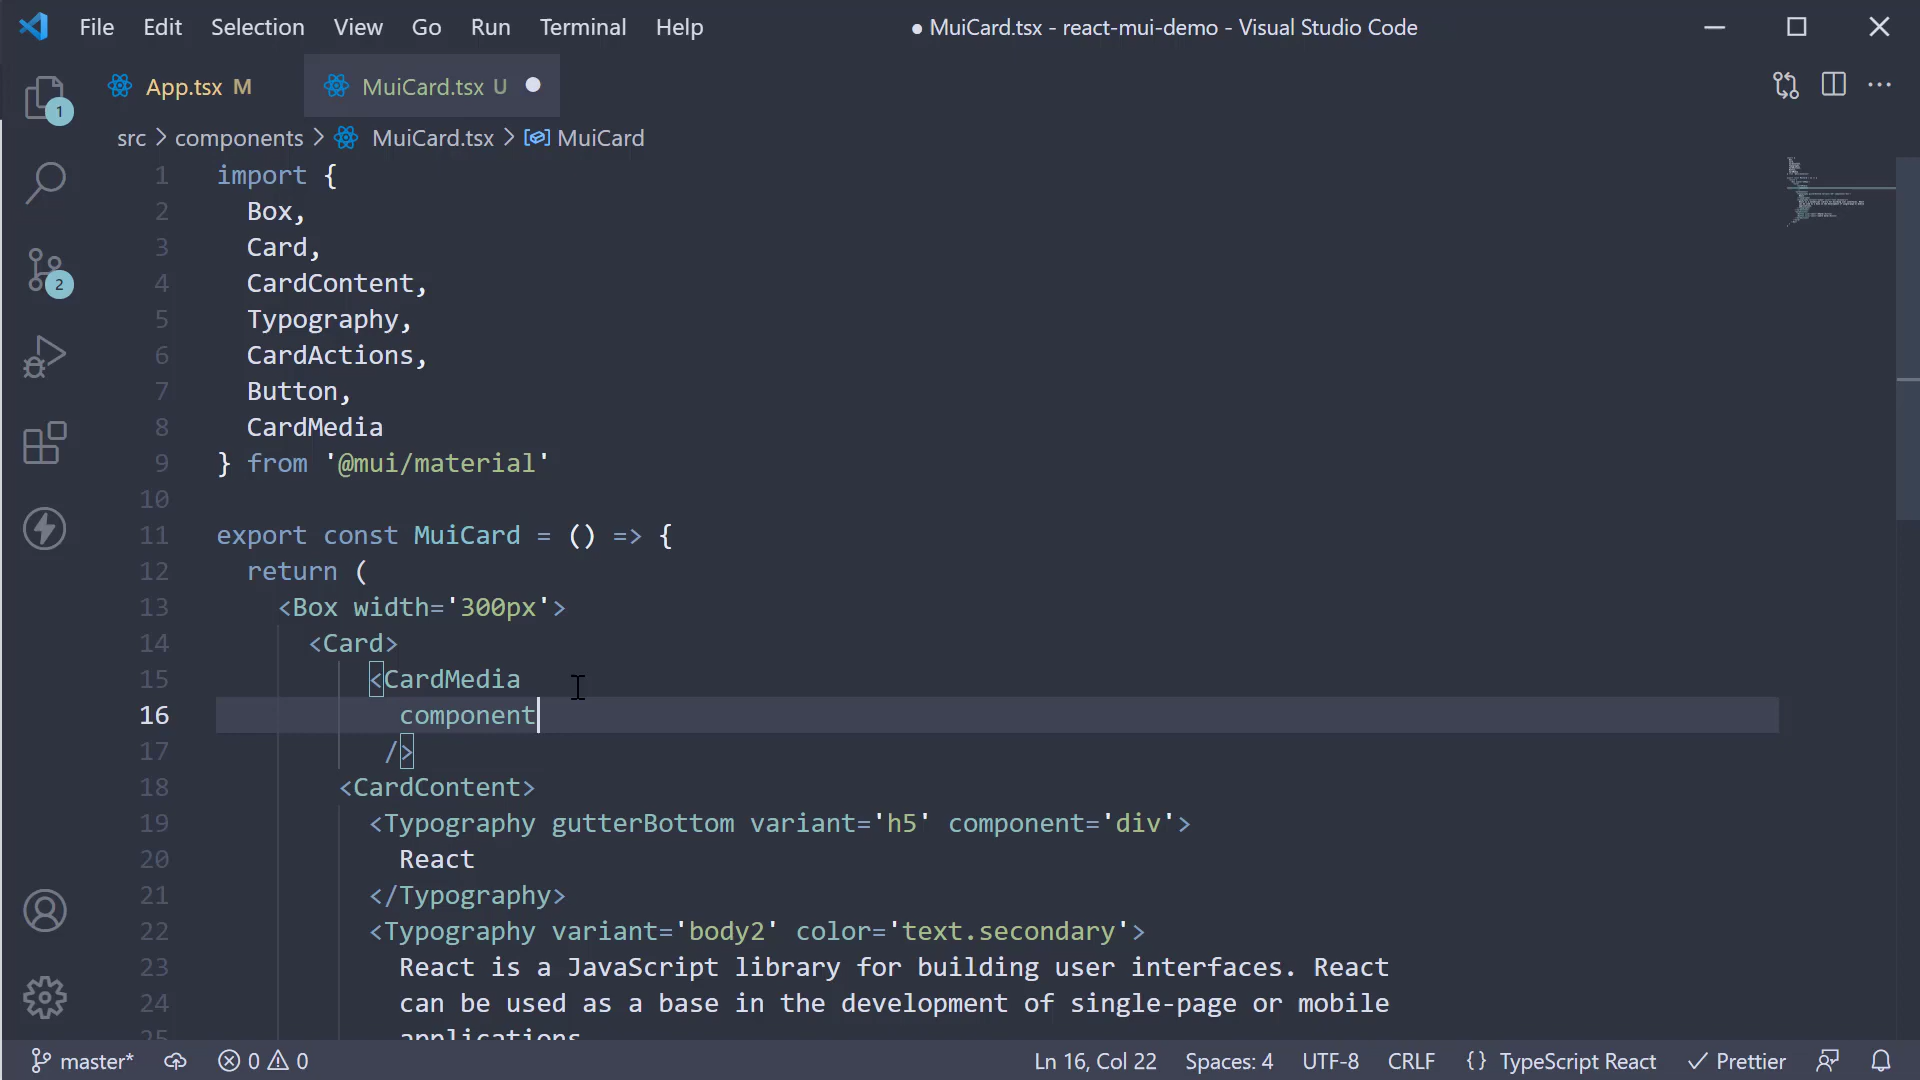 File Edit Selection View Go Run Terminal Help ● MuiCard.tsx - react-mui-demo - Visual Studio Code
App.tsx M MuiCard.tsx U
src > components > MuiCard.tsx > MuiCard
1 import {
2 Box,
3 Card,
4 CardContent,
5 Typography,
6 CardActions,
7 Button,
8 CardMedia
9 } from '@mui/material'
10
11 export const MuiCard = () => {
12 return (
13 <Box width='300px'>
14 <Card>
15 <CardMedia
16 component
17 />
18 <CardContent>
19 <Typography gutterBottom variant='h5' component='div'>
20 React
21 </Typography>
22 <Typography variant='body2' color='text.secondary'>
23 React is a JavaScript library for building user interfaces. React
24 can be used as a base in the development of single-page or mobile
25 applications
1
2
master* 0 0 Ln 16, Col 22 Spaces: 4 UTF-8 CRLF {} TypeScript React ✓ Prettier